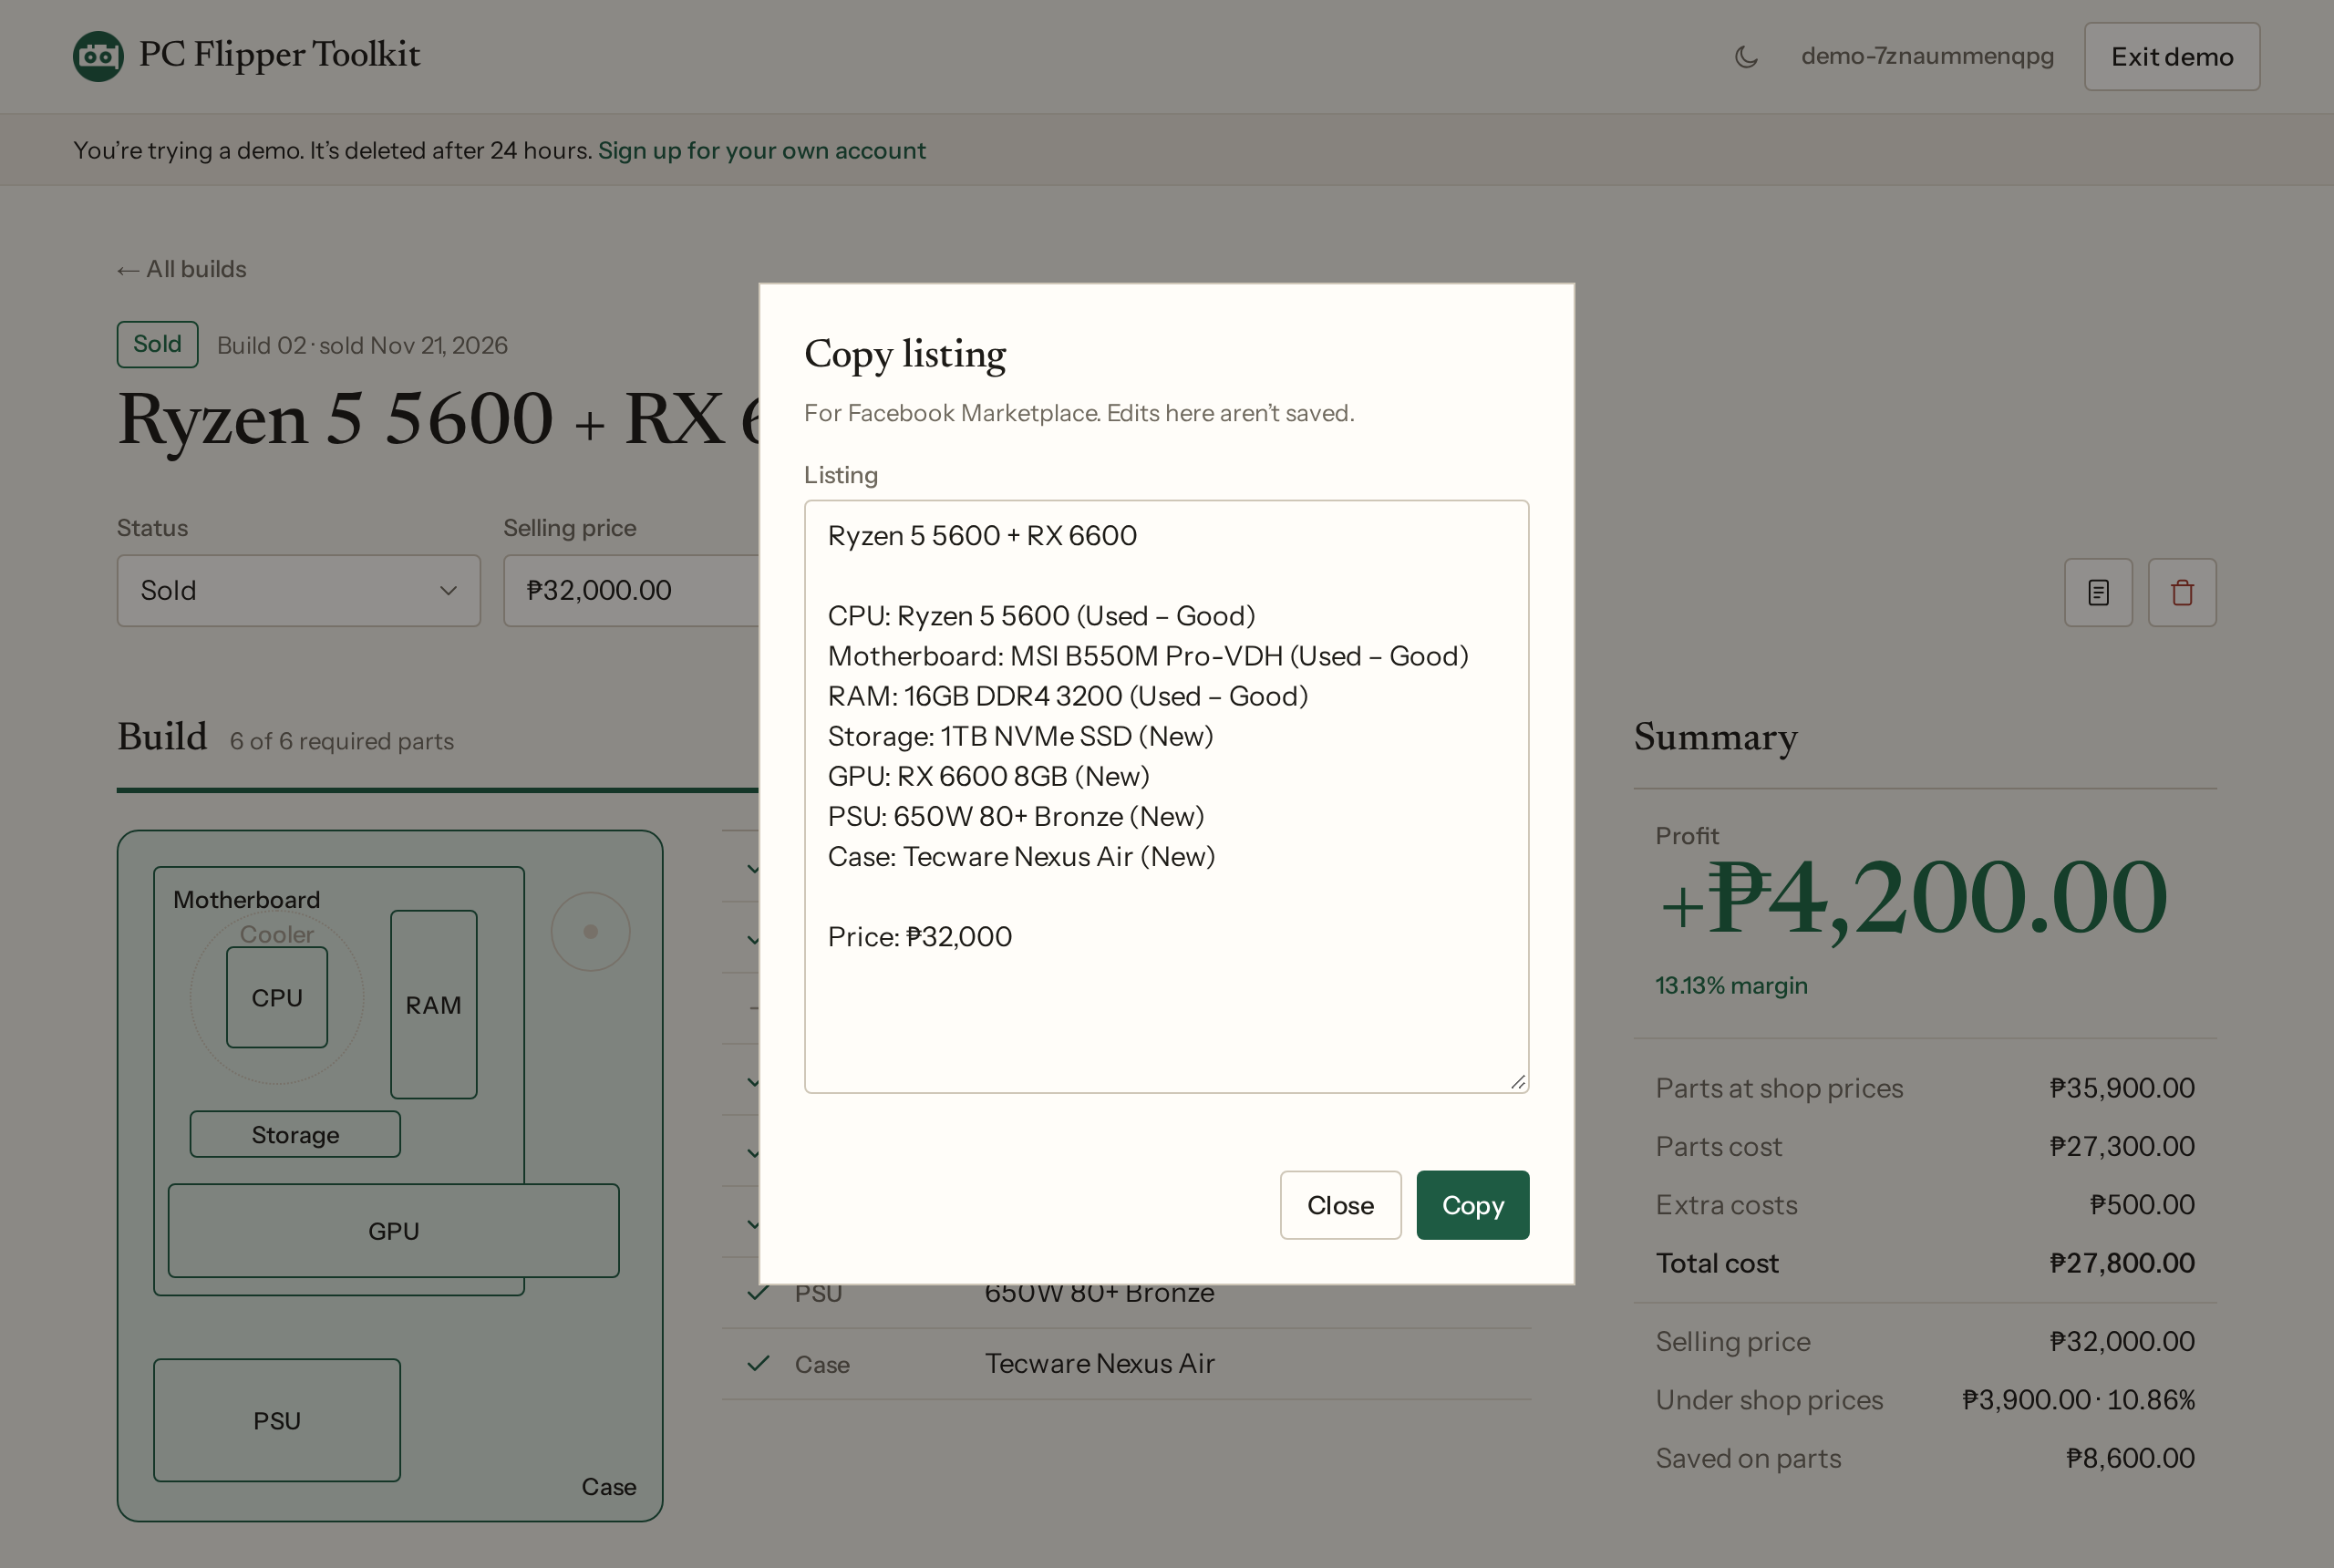 PC Flipper Toolkit
demo-7znaummenqpg
Exit demo
You’re trying a demo. It’s deleted after 24 hours. Sign up for your own account
← All builds
Sold
Build 02 · sold Nov 21, 2026
Ryzen 5 5600 + RX
Status
Selling price
Sold
₱32,000.00
Build
6 of 6 required parts
Motherboard
Cooler
CPU
RAM
Storage
GPU
PSU
Case
Copy listing
For Facebook Marketplace. Edits here aren’t saved.
Listing
Ryzen 5 5600 + RX 6600
CPU: Ryzen 5 5600 (Used – Good)
Motherboard: MSI B550M Pro-VDH (Used – Good)
RAM: 16GB DDR4 3200 (Used – Good)
Storage: 1TB NVMe SSD (New)
GPU: RX 6600 8GB (New)
PSU: 650W 80+ Bronze (New)
Case: Tecware Nexus Air (New)
Price: ₱32,000
Close
Copy
PSU
650W 80+ Bronze
Case
Tecware Nexus Air
Summary
Profit
+₱4,200.00
13.13% margin
Parts at shop prices
₱35,900.00
Parts cost
₱27,300.00
Extra costs
₱500.00
Total cost
₱27,800.00
Selling price
₱32,000.00
Under shop prices
₱3,900.00 · 10.86%
Saved on parts
₱8,600.00